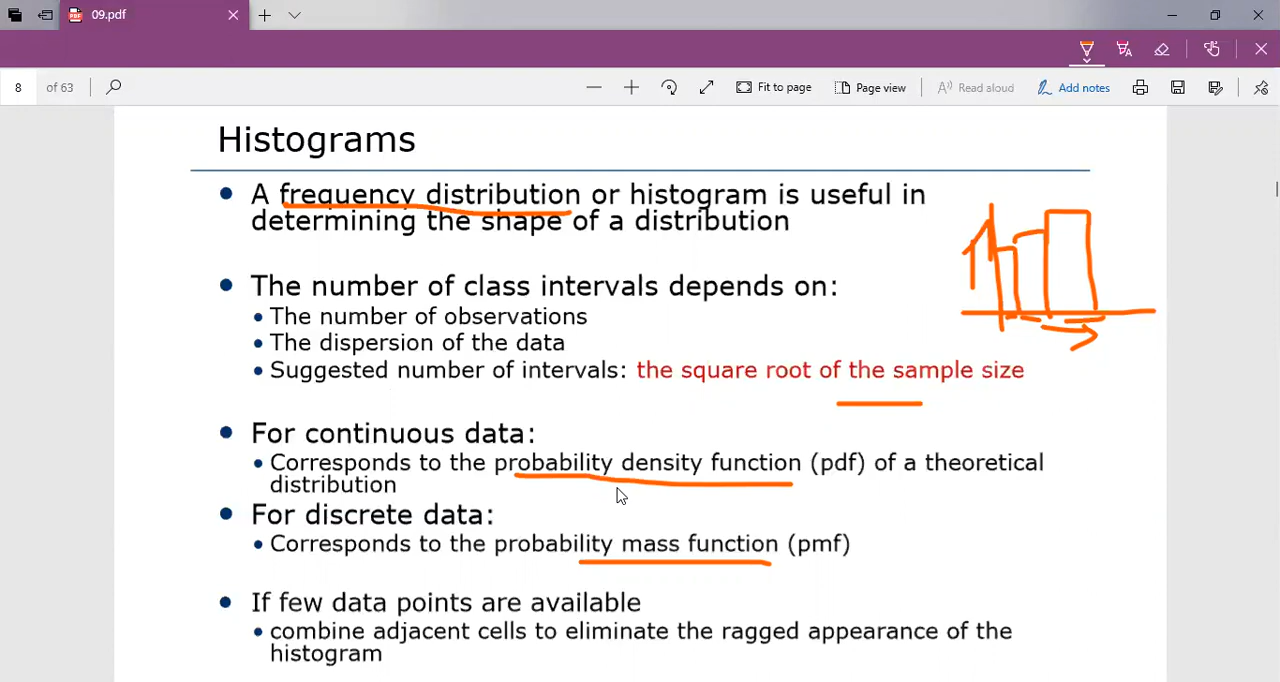 09.pdf
8 of 63
Fit to page
Page view
Read aloud
Add notes
Histograms
A frequency distribution or histogram is useful in
determining the shape of a distribution
The number of class intervals depends on:
The number of observations
The dispersion of the data
Suggested number of intervals: the square root of the sample size
For continuous data:
Corresponds to the probability density function (pdf) of a theoretical
distribution
For discrete data:
Corresponds to the probability mass function (pmf)
If few data points are available
combine adjacent cells to eliminate the ragged appearance of the
histogram